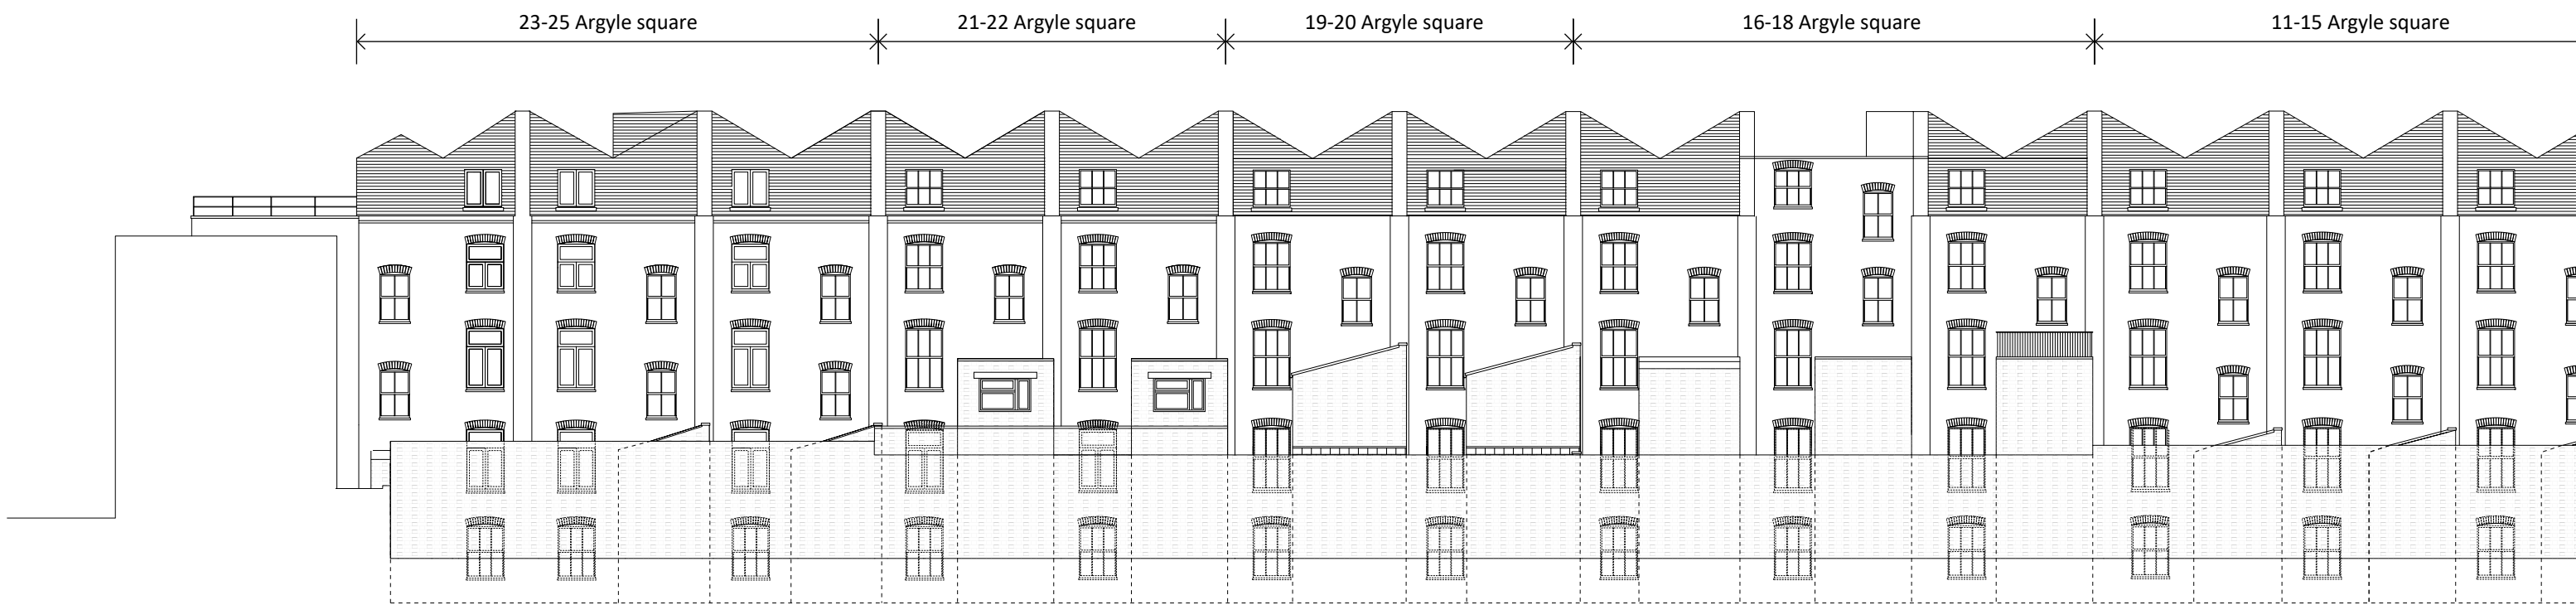 23-25 Argyle square
21-22 Argyle square
19-20 Argyle square
16-18 Argyle square
11-15 Argyle square